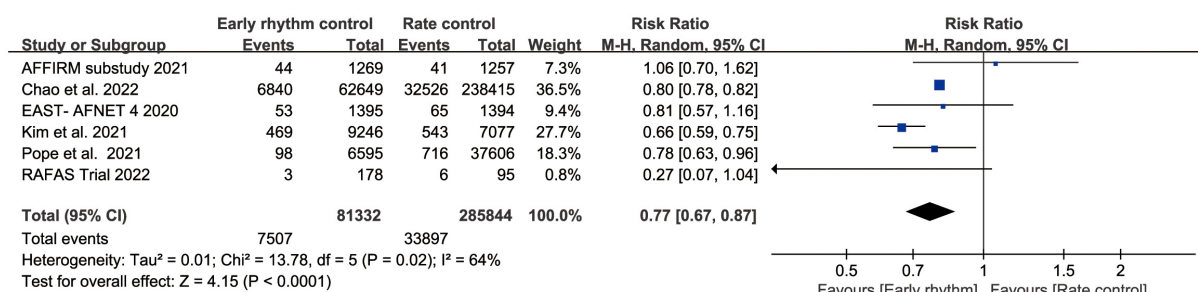 Early rhythm control Rate control Risk Ratio Risk Ratio
Study or Subgroup Events Total Events Total Weight M-H, Random, 95% CI M-H, Random, 95% CI
AFFIRM substudy 2021 44 1269 41 1257 7.3% 1.06 [0.70, 1.62]
Chao et al. 2022 6840 62649 32526 238415 36.5% 0.80 [0.78, 0.82]
EAST- AFNET 4 2020 53 1395 65 1394 9.4% 0.81 [0.57, 1.16]
Kim et al. 2021 469 9246 543 7077 27.7% 0.66 [0.59, 0.75]
Pope et al. 2021 98 6595 716 37606 18.3% 0.78 [0.63, 0.96]
RAFAS Trial 2022 3 178 6 95 0.8% 0.27 [0.07, 1.04]
Total (95% CI) 81332 285844 100.0% 0.77 [0.67, 0.87]
Total events 7507 33897
Heterogeneity: Tau² = 0.01; Chi² = 13.78, df = 5 (P = 0.02); I² = 64%
Test for overall effect: Z = 4.15 (P < 0.0001)
0.5 0.7 1 1.5 2
Favours [Early rhythm] Favours [Rate control]